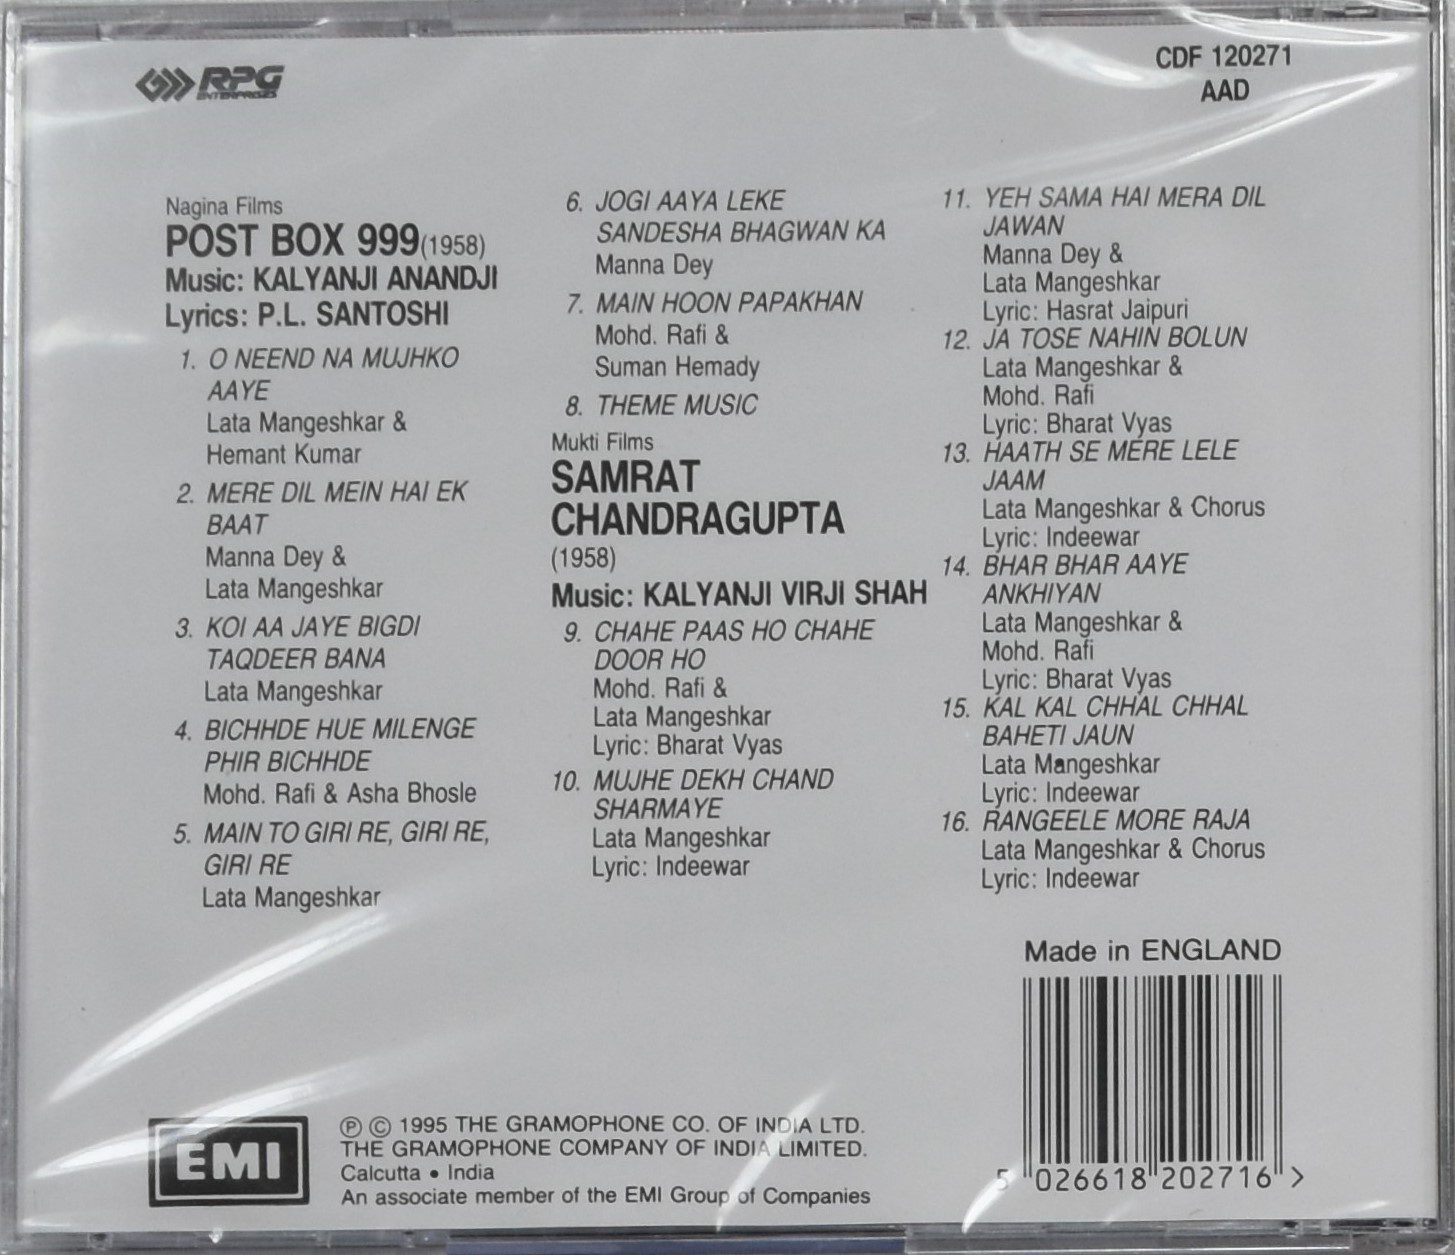 RPG
ENTERPRISES
CDF 120271
AAD
Nagina Films
POST BOX 999(1958)
Music: KALYANJI ANANDJI
Lyrics: P.L. SANTOSHI
1. O NEEND NA MUJHKO
AAYE
Lata Mangeshkar &
Hemant Kumar
2. MERE DIL MEIN HAI EK
BAAT
Manna Dey &
Lata Mangeshkar
3. KOI AA JAYE BIGDI
TAQDEER BANA
Lata Mangeshkar
4. BICHHDE HUE MILENGE
PHIR BICHHDE
Mohd. Rafi & Asha Bhosle
5. MAIN TO GIRI RE, GIRI RE,
GIRI RE
Lata Mangeshkar
6. JOGI AAYA LEKE
SANDESHA BHAGWAN KA
Manna Dey
7. MAIN HOON PAPAKHAN
Mohd. Rafi &
Suman Hemady
8. THEME MUSIC
Mukti Films
SAMRAT
CHANDRAGUPTA
(1958)
Music: KALYANJI VIRJI SHAH
9. CHAHE PAAS HO CHAHE
DOOR HO
Mohd. Rafi &
Lata Mangeshkar
Lyric: Bharat Vyas
10. MUJHE DEKH CHAND
SHARMAYE
Lata Mangeshkar
Lyric: Indeewar
11. YEH SAMA HAI MERA DIL
JAWAN
Manna Dey &
Lata Mangeshkar
Lyric: Hasrat Jaipuri
12. JA TOSE NAHIN BOLUN
Lata Mangeshkar &
Mohd. Rafi
Lyric: Bharat Vyas
13. HAATH SE MERE LELE
JAAM
Lata Mangeshkar & Chorus
Lyric: Indeewar
14. BHAR BHAR AAYE
ANKHIYAN
Lata Mangeshkar &
Mohd. Rafi
Lyric: Bharat Vyas
15. KAL KAL CHHAL CHHAL
BAHETI JAUN
Lata Mangeshkar
Lyric: Indeewar
16. RANGEELE MORE RAJA
Lata Mangeshkar & Chorus
Lyric: Indeewar
Made in ENGLAND
5 026618 202716 >
EMI
Ⓟ © 1995 THE GRAMOPHONE CO. OF INDIA LTD.
THE GRAMOPHONE COMPANY OF INDIA LIMITED.
Calcutta • India
An associate member of the EMI Group of Companies